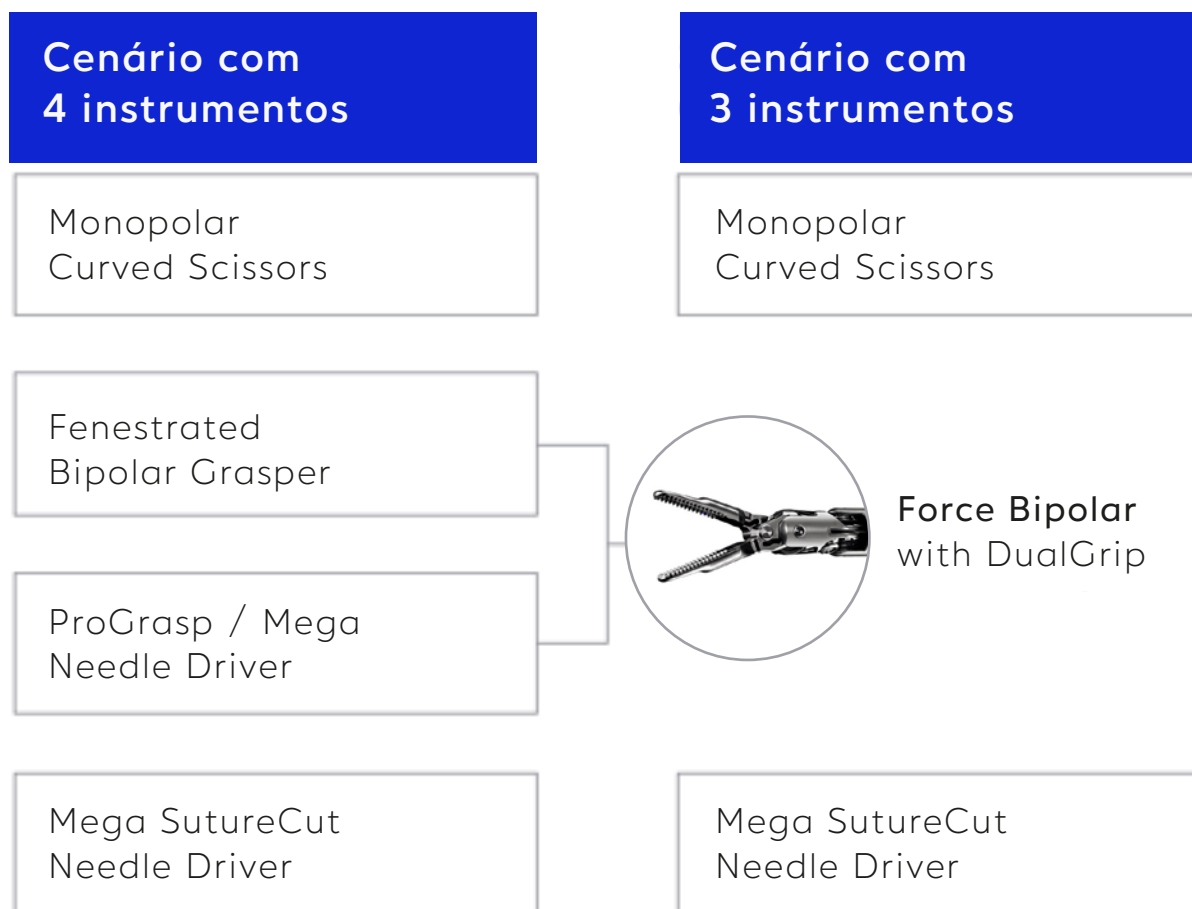 Cenário com
4 instrumentos
Monopolar
Curved Scissors
Fenestrated
Bipolar Grasper
ProGrasp / Mega
Needle Driver
Mega SutureCut
Needle Driver
Cenário com
3 instrumentos
Monopolar
Curved Scissors
Force Bipolar
with DualGrip
Mega SutureCut
Needle Driver